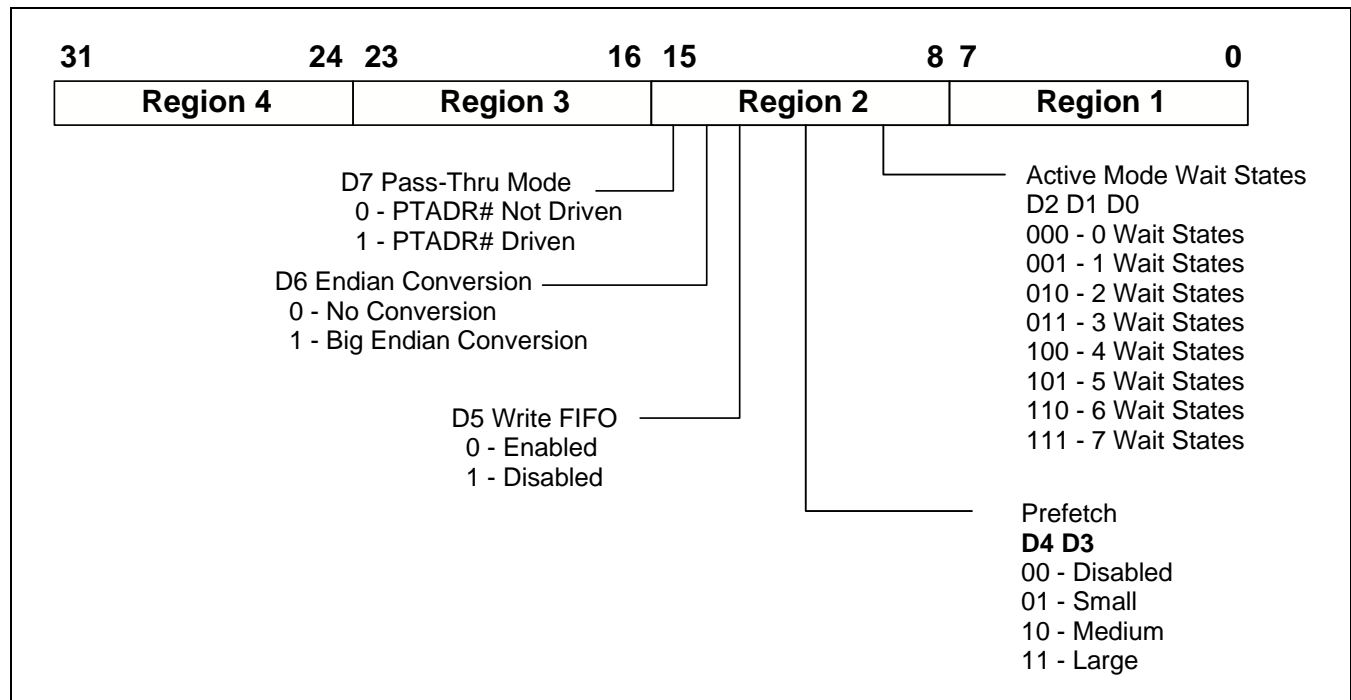 31 24 23 16 15 8 7 0
Region 4 Region 3 Region 2 Region 1
D7 Pass-Thru Mode
0 - PTADR# Not Driven
1 - PTADR# Driven
D6 Endian Conversion
0 - No Conversion
1 - Big Endian Conversion
D5 Write FIFO
0 - Enabled
1 - Disabled
Active Mode Wait States
D2 D1 D0
000 - 0 Wait States
001 - 1 Wait States
010 - 2 Wait States
011 - 3 Wait States
100 - 4 Wait States
101 - 5 Wait States
110 - 6 Wait States
111 - 7 Wait States
Prefetch
D4 D3
00 - Disabled
01 - Small
10 - Medium
11 - Large